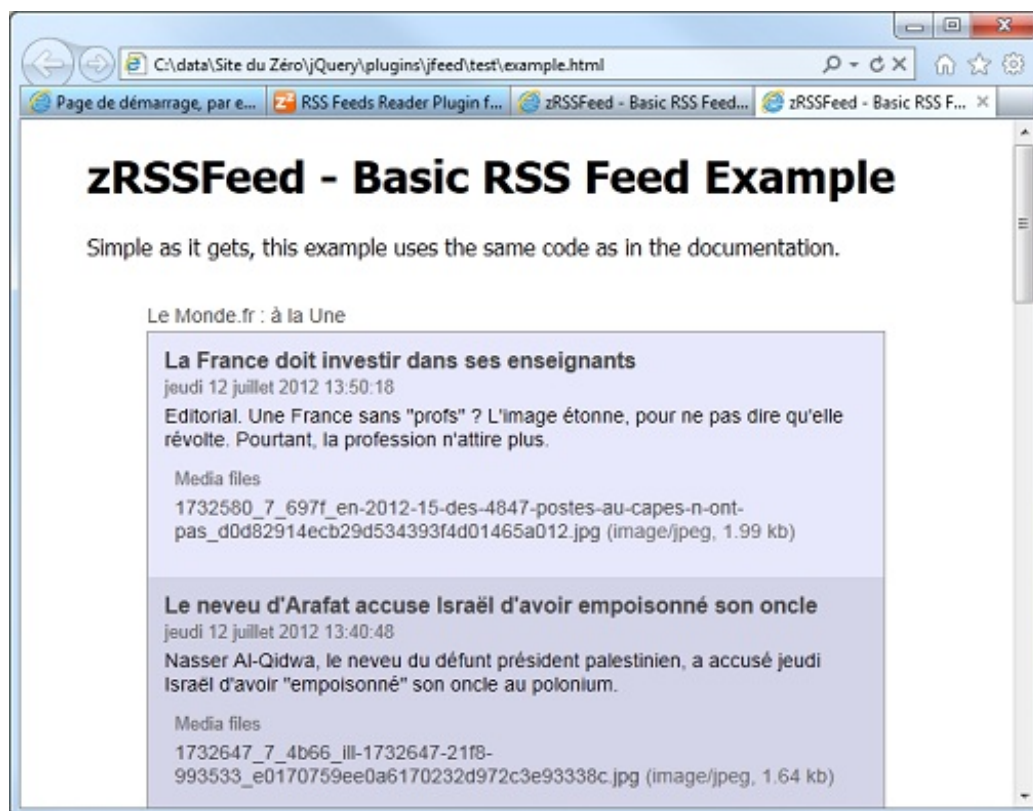 C:\data\Site du Zéro\jQuery\plugins\jfeed\test\example.html
Page de démarrage, par e...
RSS Feeds Reader Plugin f...
zRSSFeed - Basic RSS Feed...
zRSSFeed - Basic RSS F...
zRSSFeed - Basic RSS Feed Example
Simple as it gets, this example uses the same code as in the documentation.
Le Monde.fr : à la Une
La France doit investir dans ses enseignants
jeudi 12 juillet 2012 13:50:18
Editorial. Une France sans "profs" ? L'image étonne, pour ne pas dire qu'elle
révolte. Pourtant, la profession n'attire plus.
Media files
1732580_7_697f_en-2012-15-des-4847-postes-au-capes-n-ont-
pas_d0d82914ecb29d534393f4d01465a012.jpg (image/jpeg, 1.99 kb)
Le neveu d'Arafat accuse Israël d'avoir empoisonné son oncle
jeudi 12 juillet 2012 13:40:48
Nasser Al-Qidwa, le neveu du défunt président palestinien, a accusé jeudi
Israël d'avoir "empoisonné" son oncle au polonium.
Media files
1732647_7_4b66_ill-1732647-21f8-
993533_e0170759ee0a6170232d972c3e93338c.jpg (image/jpeg, 1.64 kb)